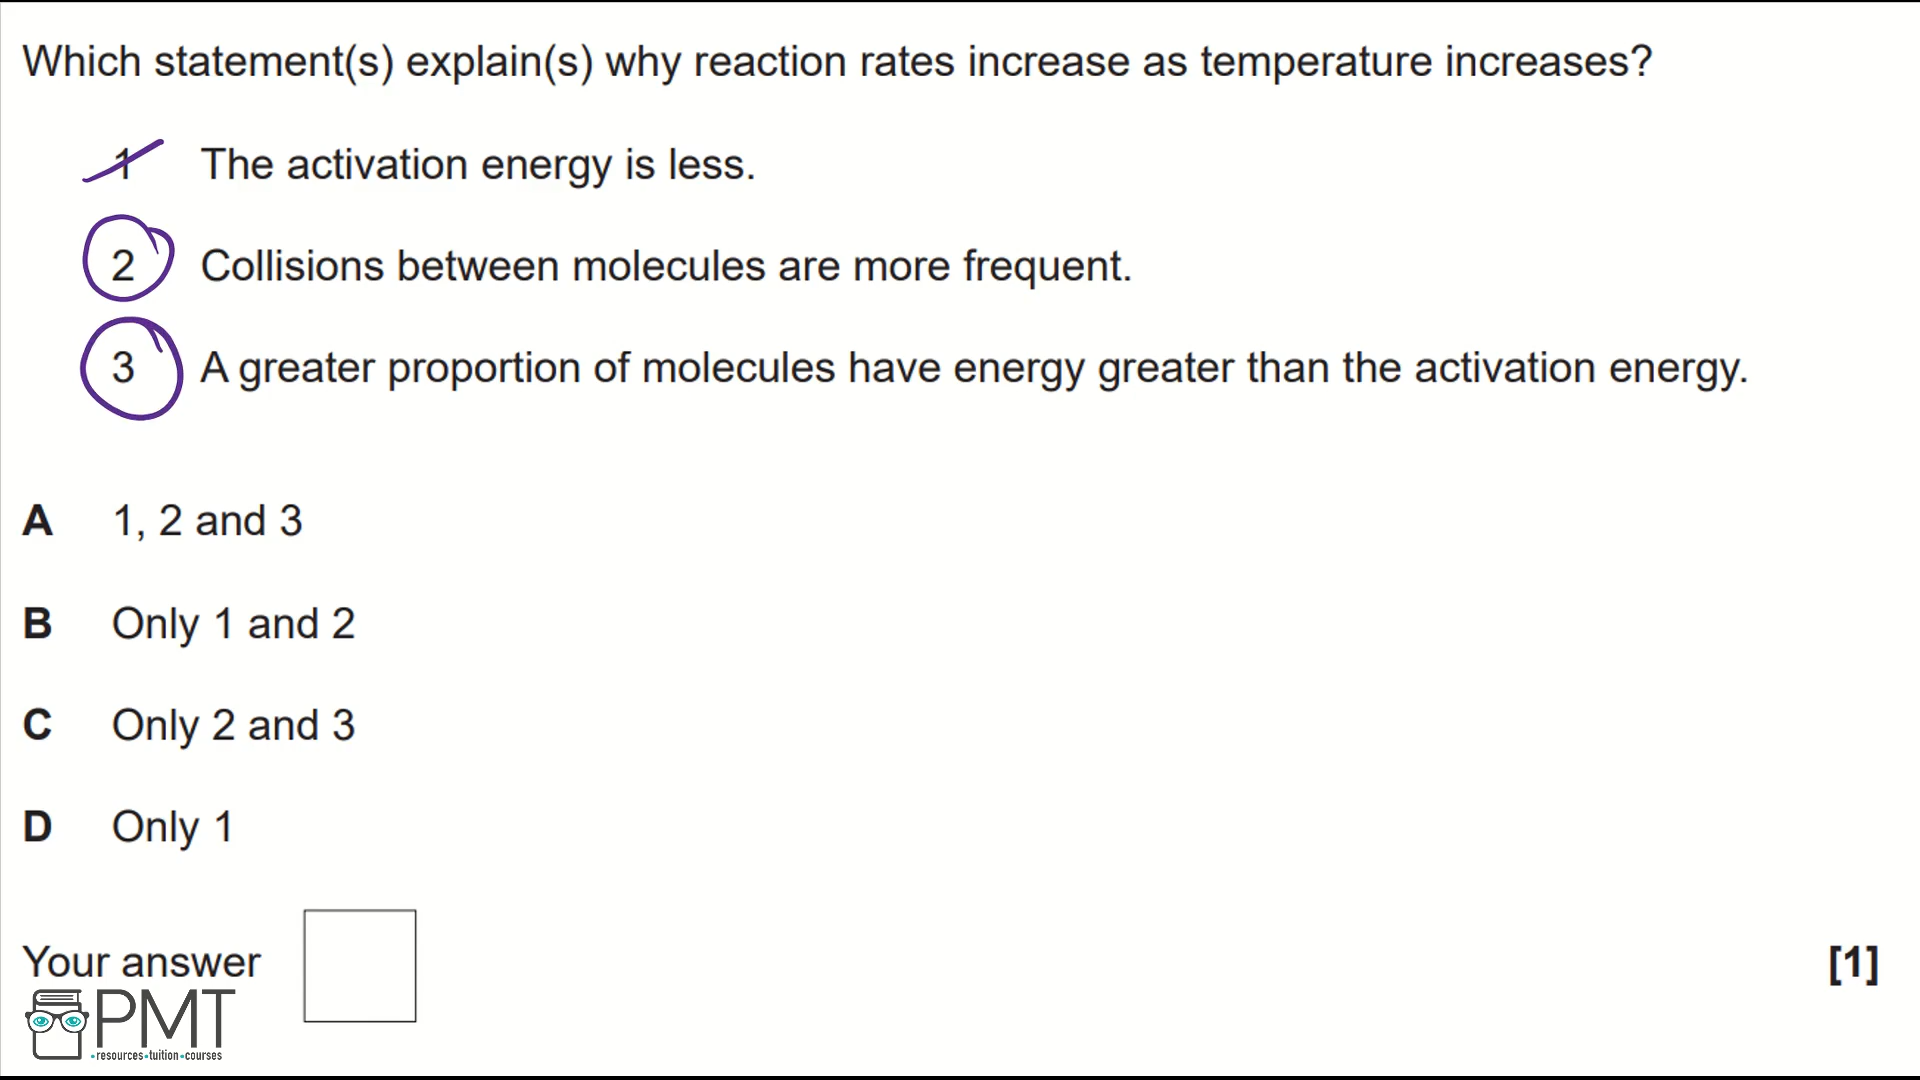 Which statement(s) explain(s) why reaction rates increase as temperature increases?
1 The activation energy is less.
2 Collisions between molecules are more frequent.
3 A greater proportion of molecules have energy greater than the activation energy.
A 1, 2 and 3
B Only 1 and 2
C Only 2 and 3
D Only 1
Your answer
[1]
PMT
•resources•tuition•courses